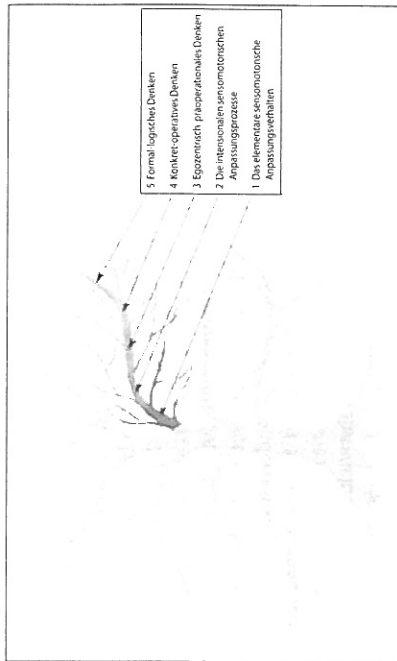 5 Formal-logisches Denken
4 Konkret-operatives Denken
3 Egozentrisch präoperationales Denken
2 Die intensionalen sensomotorischen
Anpassungsprozesse
1 Das elementare sensomotorische
Anpassungsverhalten